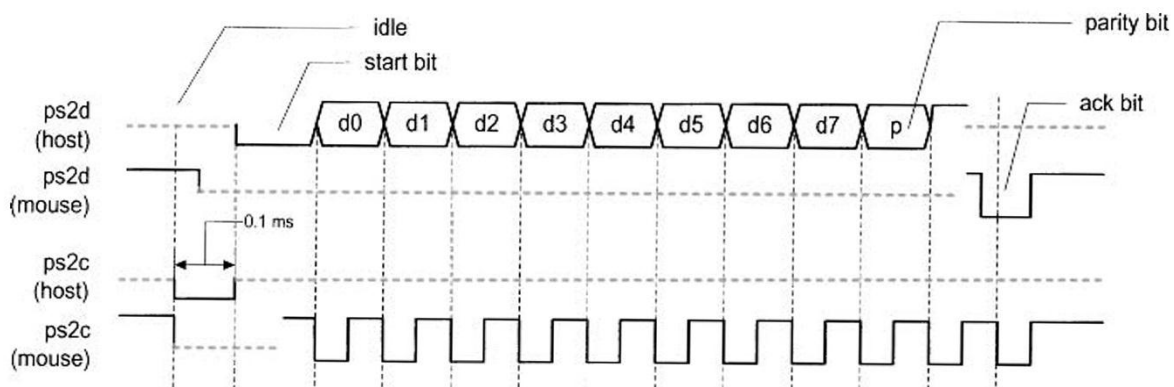 idle
parity bit
start bit
ps2d
(host)
d0 d1 d2 d3 d4 d5 d6 d7 p
ack bit
ps2d
(mouse)
0.1 ms
ps2c
(host)
ps2c
(mouse)